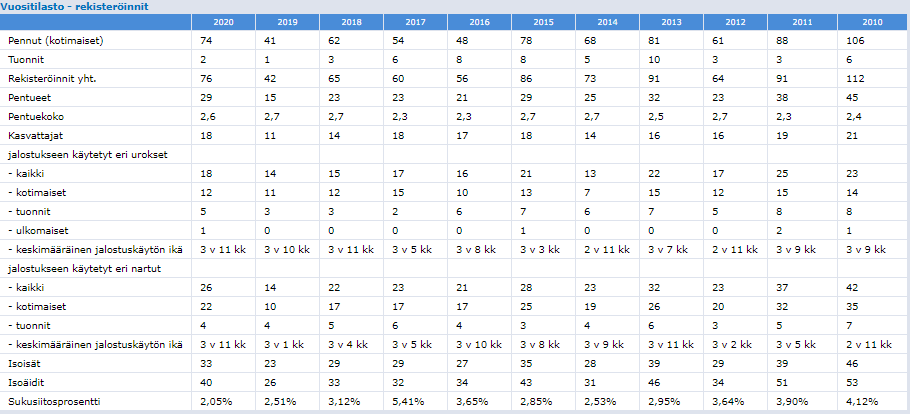 Vuositilasto - rekisteröinnit
2020 2019 2018 2017 2016 2015 2014 2013 2012 2011 2010
Pennut (kotimaiset) 74 41 62 54 48 78 68 81 61 88 106
Tuonnit 2 1 3 6 8 8 5 10 3 3 6
Rekisteröinnit yht. 76 42 65 60 56 86 73 91 64 91 112
Pentueet 29 15 23 23 21 29 25 32 23 38 45
Pentuekoko 2,6 2,7 2,7 2,3 2,3 2,7 2,7 2,5 2,7 2,3 2,4
Kasvattajat 18 11 14 18 17 18 14 16 16 19 21
jalostukseen käytetyt eri urokset
- kaikki 18 14 15 17 16 21 13 22 17 25 23
- kotimaiset 12 11 12 15 10 13 7 15 12 15 14
- tuonnit 5 3 3 2 6 7 6 7 5 8 8
- ulkomaiset 1 0 0 0 0 1 0 0 0 2 1
- keskimääräinen jalostuskäytön ikä 3 v 11 kk 3 v 10 kk 3 v 11 kk 3 v 5 kk 3 v 8 kk 3 v 3 kk 2 v 11 kk 3 v 7 kk 2 v 11 kk 3 v 9 kk 3 v 9 kk
jalostukseen käytetyt eri nartut
- kaikki 26 14 22 23 21 28 23 32 23 37 42
- kotimaiset 22 10 17 17 17 25 19 26 20 32 35
- tuonnit 4 4 5 6 4 3 4 6 3 5 7
- keskimääräinen jalostuskäytön ikä 3 v 11 kk 3 v 1 kk 3 v 4 kk 3 v 5 kk 3 v 10 kk 3 v 8 kk 3 v 9 kk 3 v 11 kk 3 v 2 kk 3 v 5 kk 2 v 11 kk
Isoisät 33 23 29 29 27 35 28 39 29 39 46
Isoäidit 40 26 33 32 34 43 31 46 34 51 53
Sukusiitosprosentti 2,05% 2,51% 3,12% 5,41% 3,65% 2,85% 2,53% 2,95% 3,64% 3,90% 4,12%